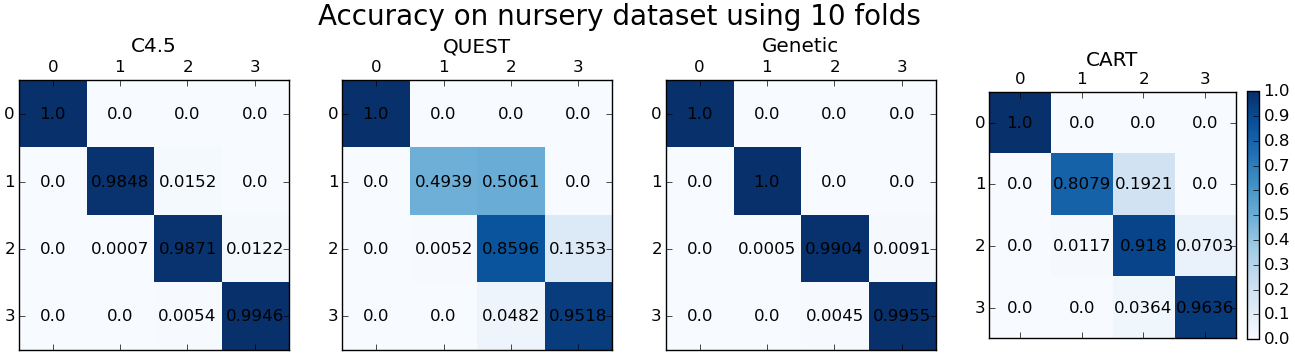 Accuracy on nursery dataset using 10 folds
C4.5
0 1 2 3
0 1.0 0.0 0.0 0.0
1 0.0 0.9848 0.0152 0.0
2 0.0 0.0007 0.9871 0.0122
3 0.0 0.0 0.0054 0.9946
QUEST
0 1 2 3
0 1.0 0.0 0.0 0.0
1 0.0 0.4939 0.5061 0.0
2 0.0 0.0052 0.8596 0.1353
3 0.0 0.0 0.0482 0.9518
Genetic
0 1 2 3
0 1.0 0.0 0.0 0.0
1 0.0 1.0 0.0 0.0
2 0.0 0.0005 0.9904 0.0091
3 0.0 0.0 0.0045 0.9955
CART
0 1 2 3
0 1.0 0.0 0.0 0.0
1 0.0 0.8079 0.1921 0.0
2 0.0 0.0117 0.918 0.0703
3 0.0 0.0 0.0364 0.9636
1.0
0.9
0.8
0.7
0.6
0.5
0.4
0.3
0.2
0.1
0.0